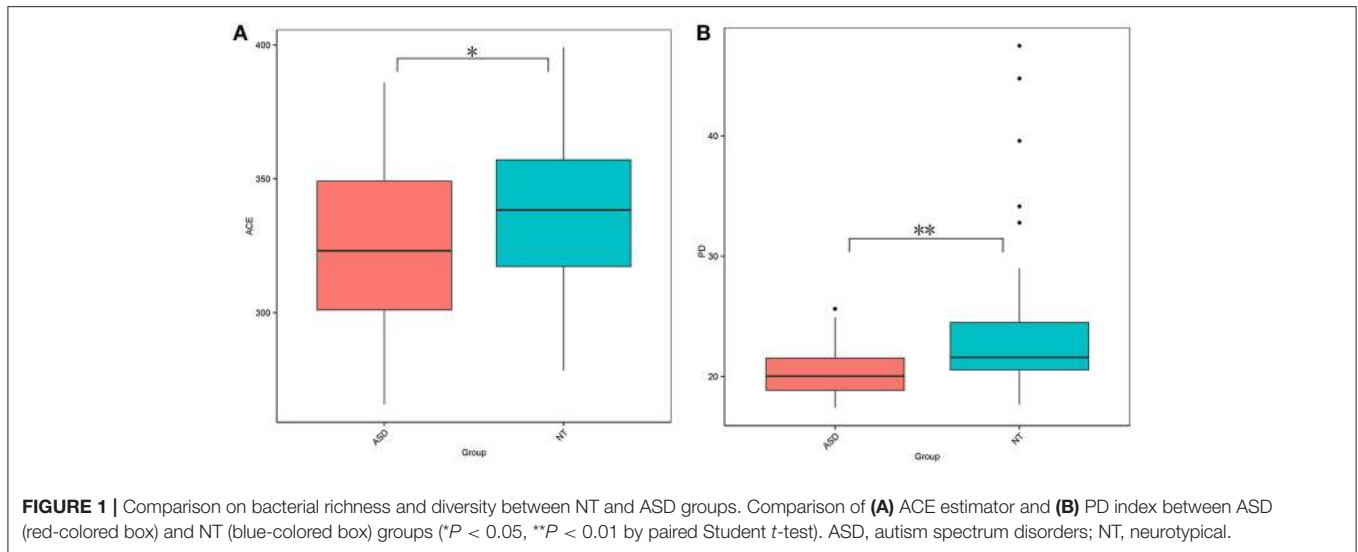 A
400
350
300
ACE
*
ASD
NT
Group
B
40
30
20
PD
**
ASD
NT
Group
FIGURE 1 | Comparison on bacterial richness and diversity between NT and ASD groups. Comparison of (A) ACE estimator and (B) PD index between ASD
(red-colored box) and NT (blue-colored box) groups (*P < 0.05, **P < 0.01 by paired Student t-test). ASD, autism spectrum disorders; NT, neurotypical.